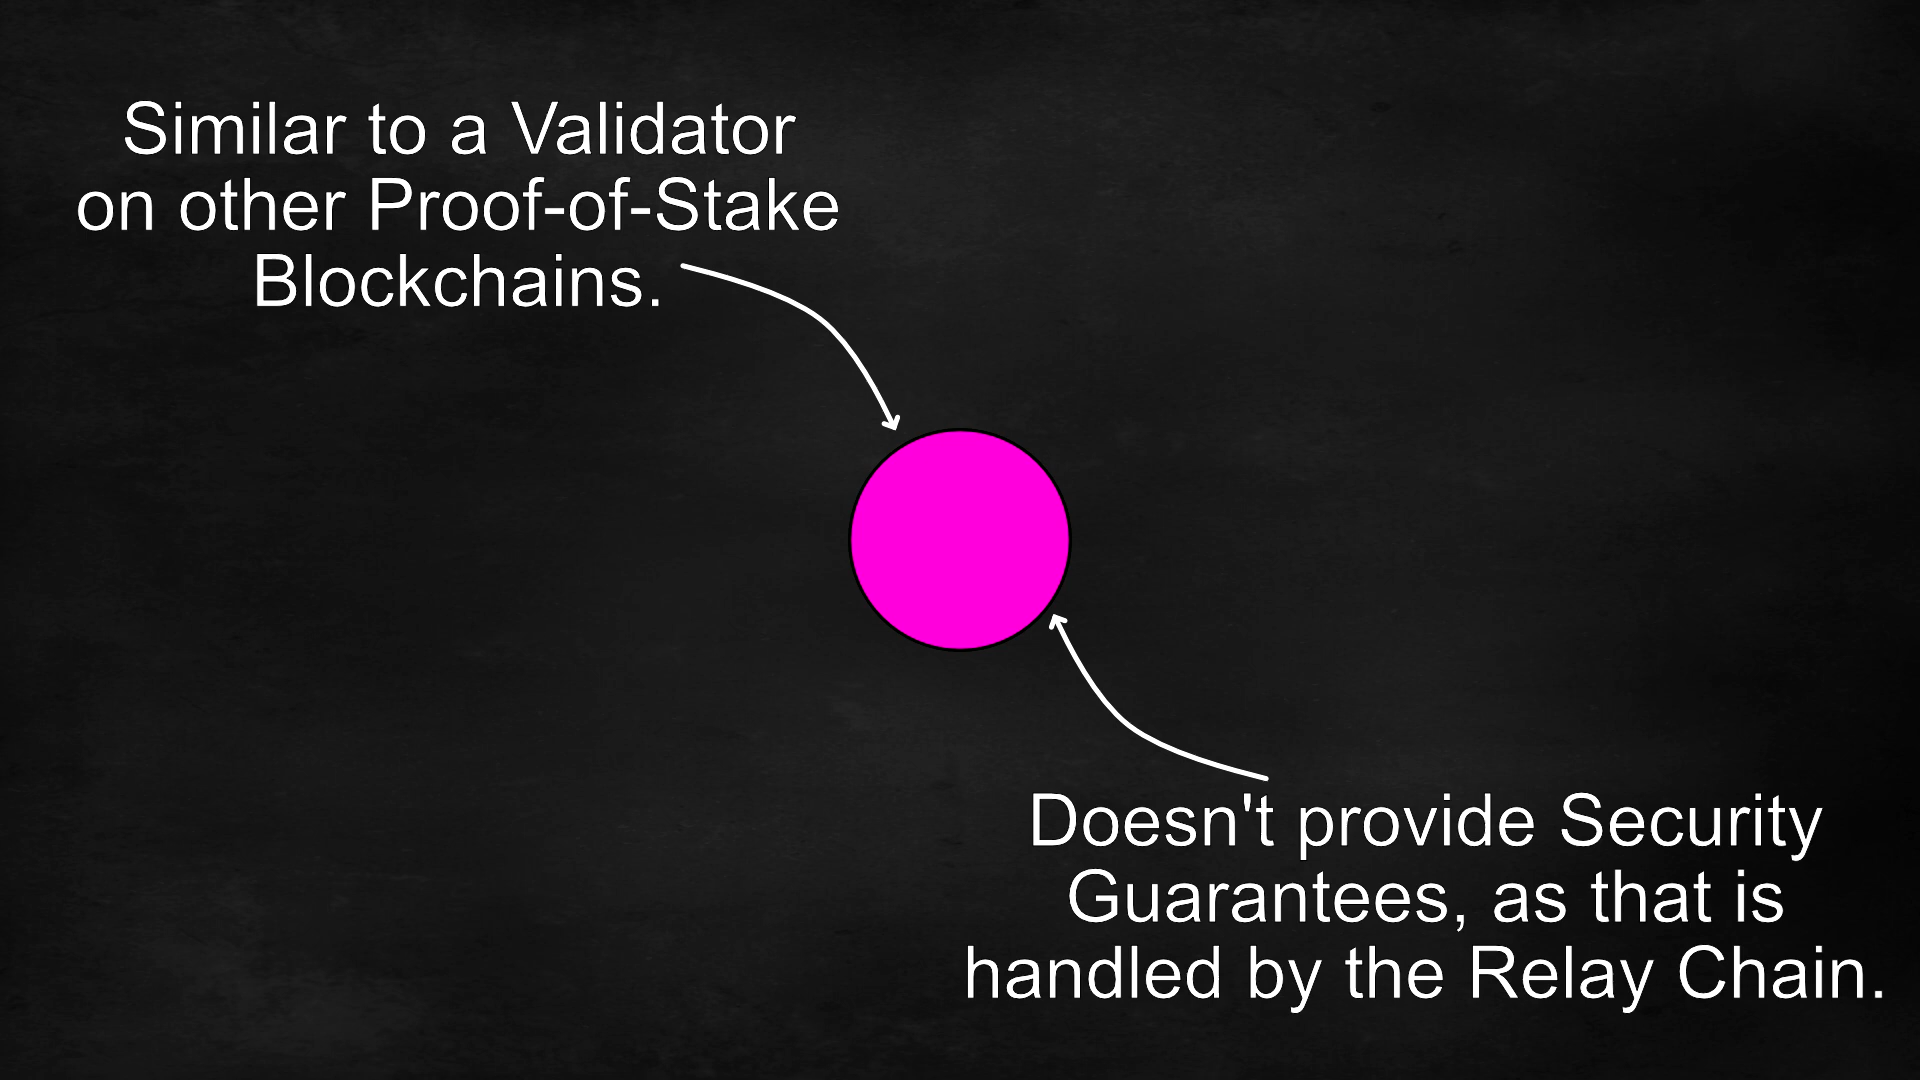 Similar to a Validator
on other Proof-of-Stake
Blockchains.
Doesn't provide Security
Guarantees, as that is
handled by the Relay Chain.